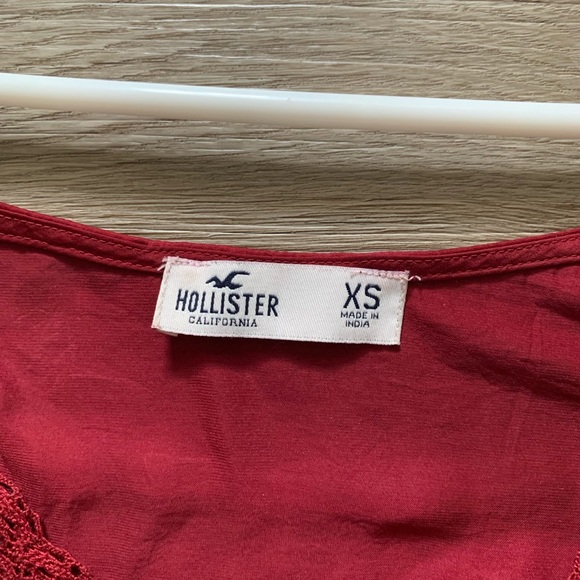 HOLLISTER
CALIFORNIA
XS
MADE IN
INDIA